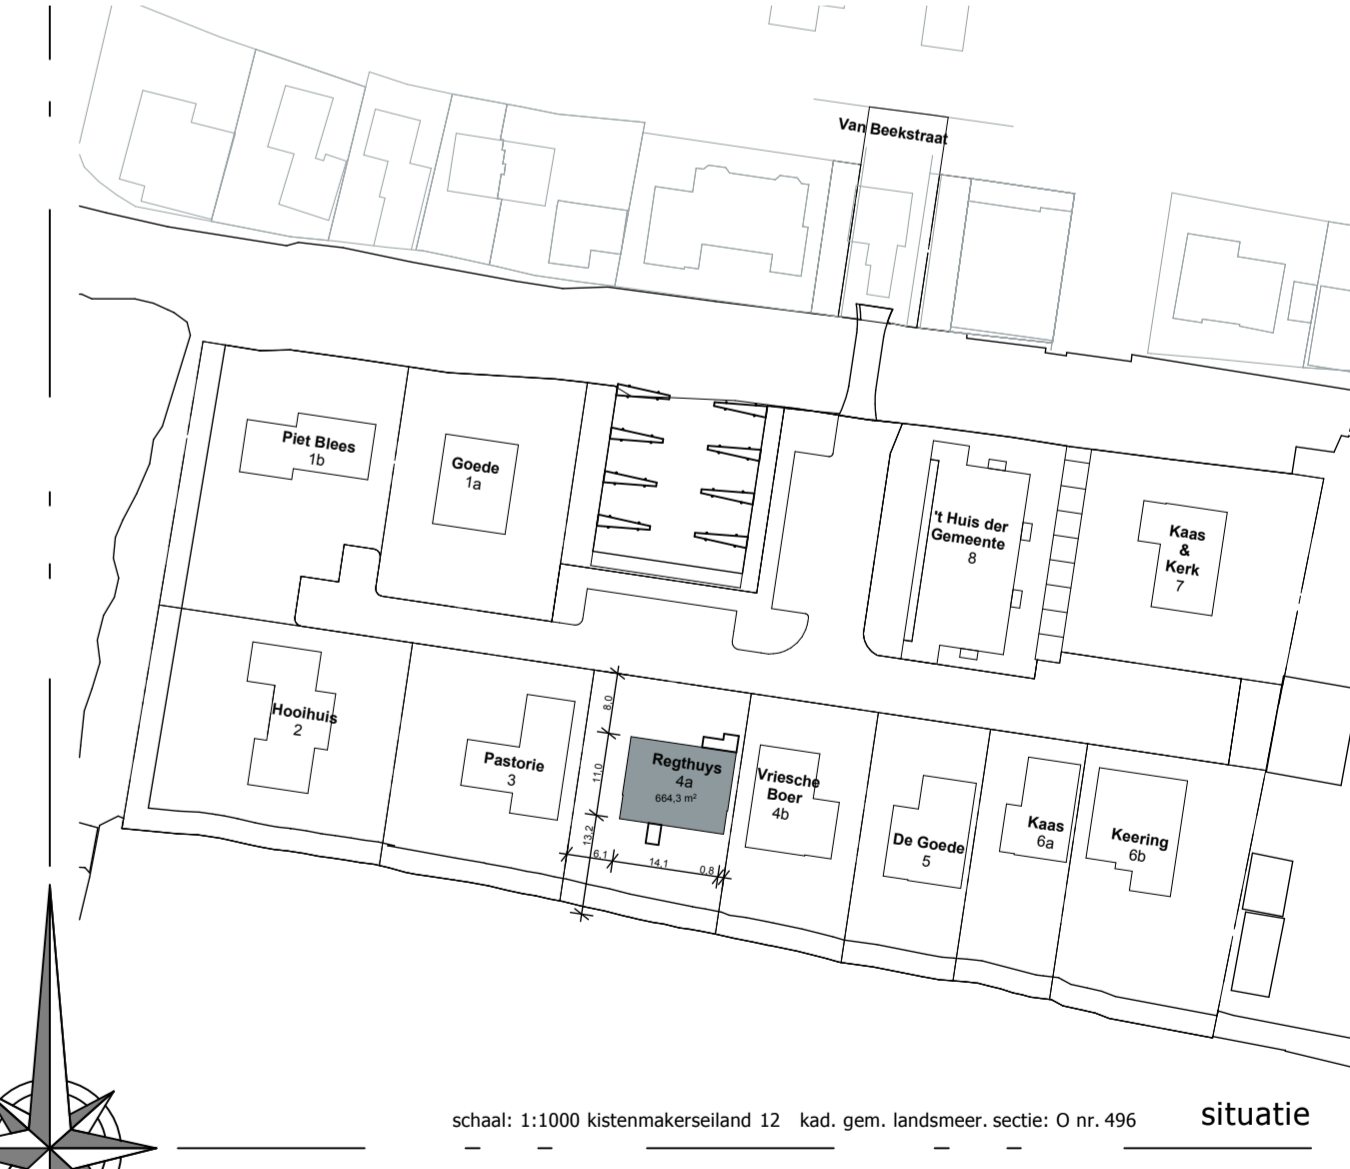 Van Beekstraat
Piet Blees
1b
Goede
1a
't Huis der
Gemeente
8
Kaas
&
Kerk
7
Hooihuis
2
Pastorie
3
8,0
11,0
13,2
6,1
14,1
0,8
Regthuys
4a
664,3 m²
Vriesche
Boer
4b
De Goede
5
Kaas
6a
Keering
6b
schaal: 1:1000 kistenmakerseiland 12 kad. gem. landsmeer. sectie: O nr. 496
situatie